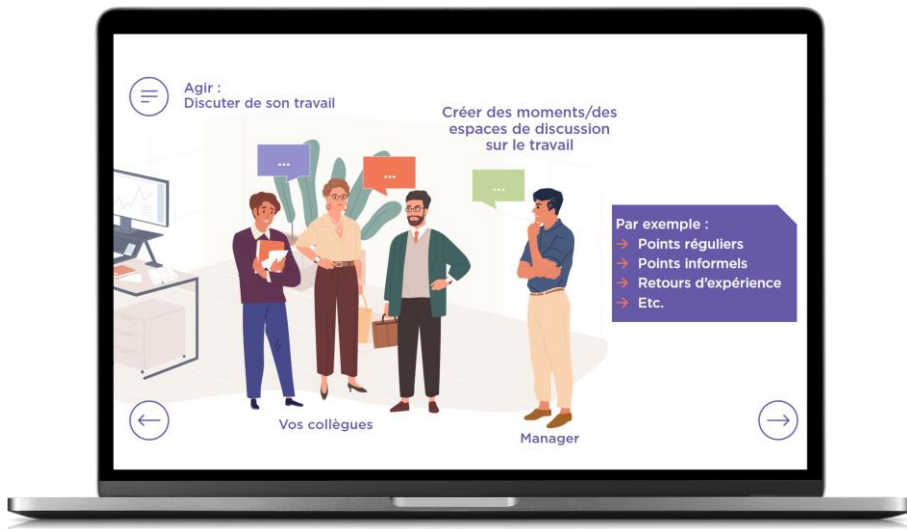 Agir :
Discuter de son travail
Créer des moments/des
espaces de discussion
sur le travail
...
...
...
Par exemple :
→ Points réguliers
→ Points informels
→ Retours d'expérience
→ Etc.
Vos collègues
Manager